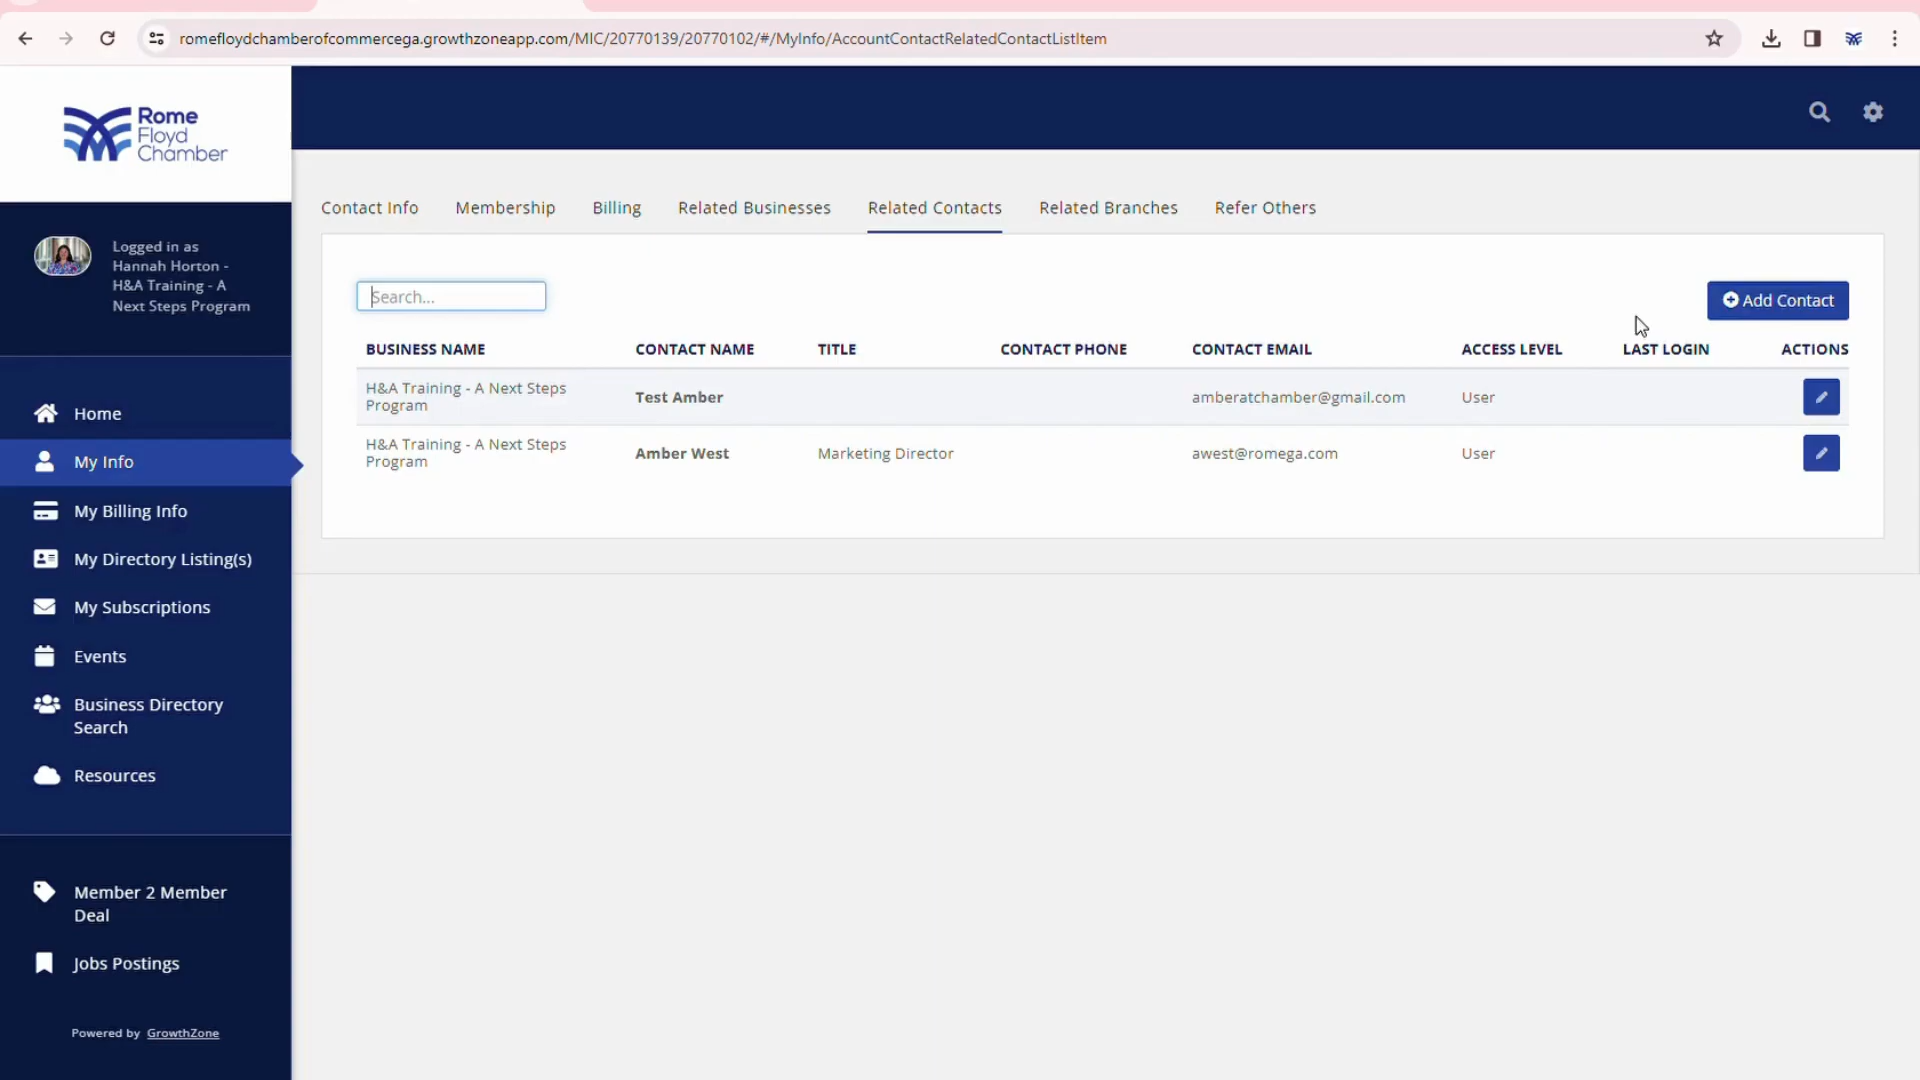 romefloydchamberofcommercega.growthzoneapp.com/MIC/20770139/20770102/#/MyInfo/AccountContactRelatedContactListItem
Rome
Floyd
Chamber
Logged in as
Hannah Horton -
H&A Training - A
Next Steps Program
Home
My Info
My Billing Info
My Directory Listing(s)
My Subscriptions
Events
Business Directory
Search
Resources
Member 2 Member
Deal
Jobs Postings
Powered by GrowthZone
Contact Info Membership Billing Related Businesses Related Contacts Related Branches Refer Others
Search...
Add Contact
BUSINESS NAME CONTACT NAME TITLE CONTACT PHONE CONTACT EMAIL ACCESS LEVEL LAST LOGIN ACTIONS
H&A Training - A Next Steps
Program
Test Amber amberatchamber@gmail.com User
H&A Training - A Next Steps
Program
Amber West Marketing Director awest@romega.com User